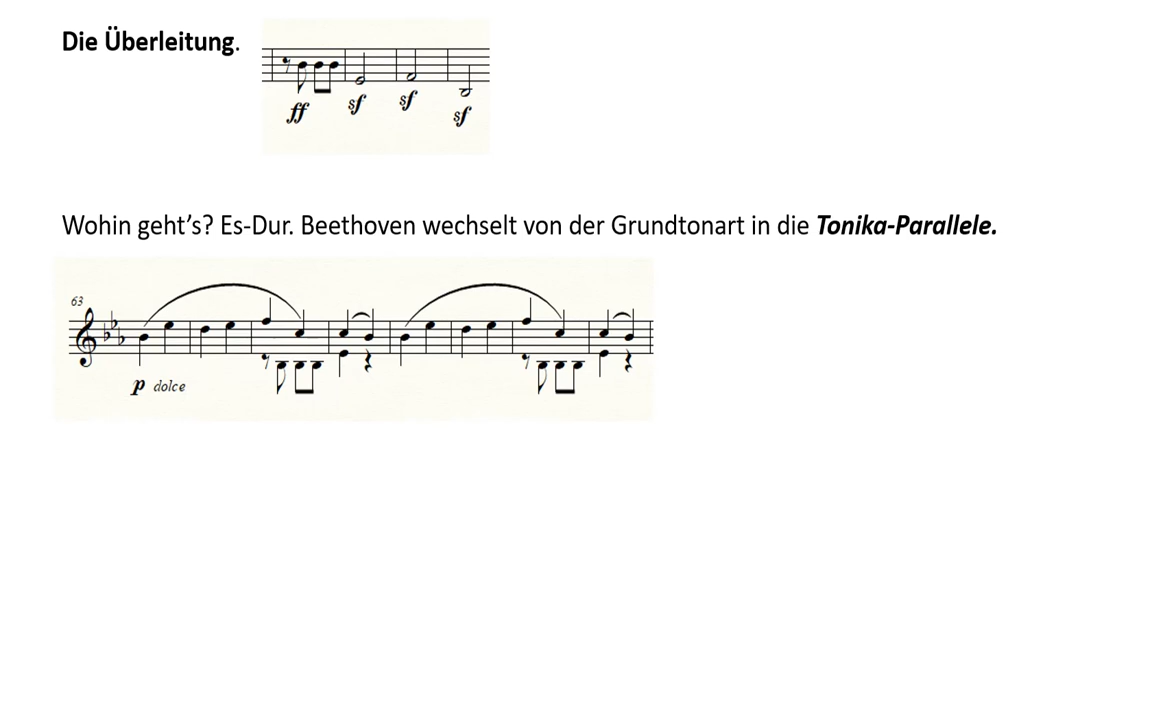 Die Überleitung.
ff sf sf sf
Wohin geht’s? Es-Dur. Beethoven wechselt von der Grundtonart in die Tonika-Parallele.
63
p dolce